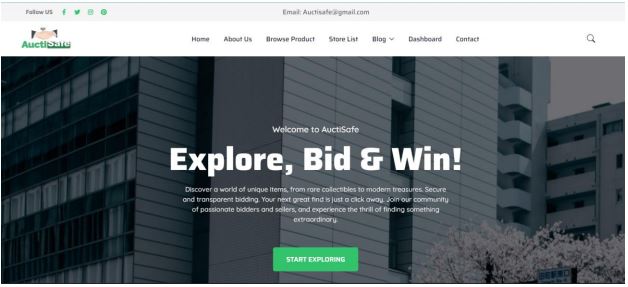 Follow US
Email: Auctisafe@gmail.com
AuctiSafe
Home About Us Browse Product Store List Blog Dashboard Contact
Welcome to AuctiSafe
Explore, Bid & Win!
Discover a world of unique items, from rare collectibles to modern treasures. Secure
and transparent bidding. Your next great find is just a click away. Join our community
of passionate bidders and sellers, and experience the thrill of finding something
extraordinary.
START EXPLORING